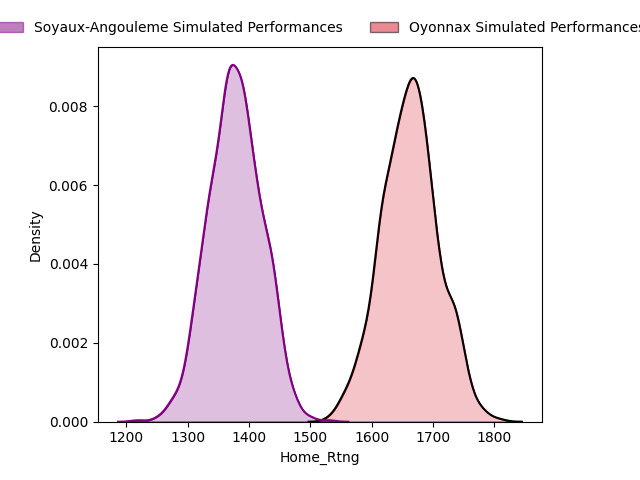 Soyaux-Angouleme Simulated Performances Oyonnax Simulated Performances
0.008
0.006
0.004
0.002
0.000
Density
1200 1300 1400 1500 1600 1700 1800
Home_Rtng